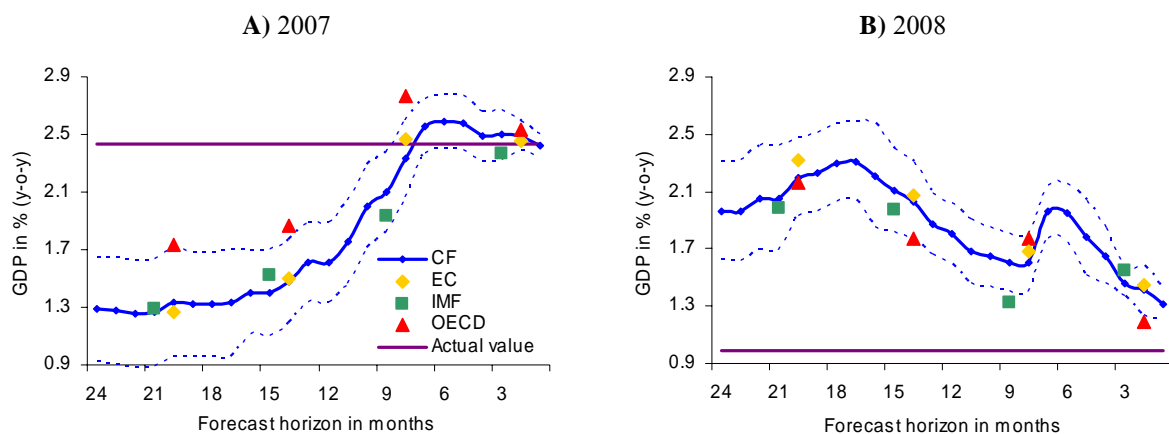 A) 2007
GDP in % (y-o-y)
2.9
2.5
2.1
1.7
1.3
0.9
CF
EC
IMF
OECD
Actual value
24 21 18 15 12 9 6 3
Forecast horizon in months
B) 2008
GDP in % (y-o-y)
2.9
2.5
2.1
1.7
1.3
0.9
24 21 18 15 12 9 6 3
Forecast horizon in months